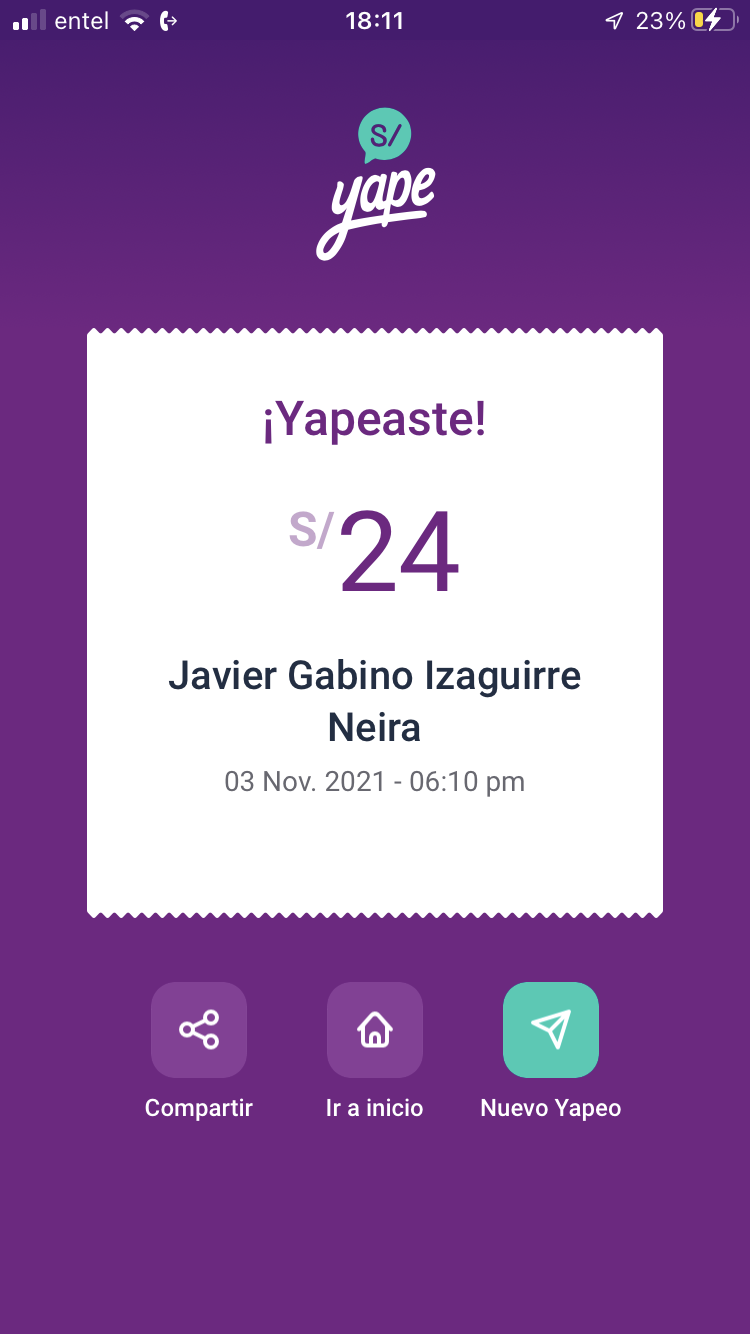 entel 18:11 23%
S/
yape
¡Yapeaste!
S/24
Javier Gabino Izaguirre
Neira
03 Nov. 2021 - 06:10 pm
Compartir Ir a inicio Nuevo Yapeo